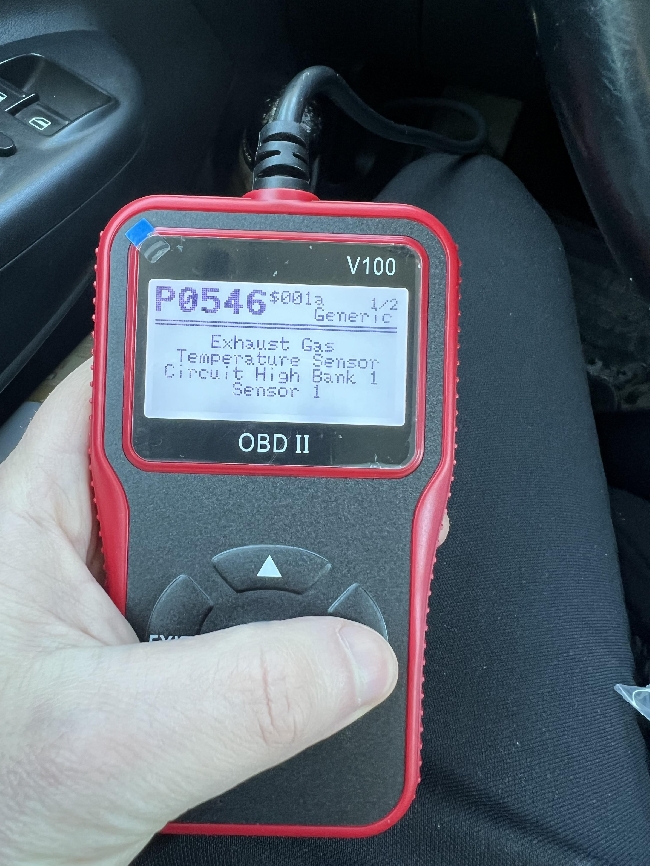 V100
P0546 $001a 1/2
Generic
Exhaust Gas
Temperature Sensor
Circuit High Bank 1
Sensor 1
OBD II